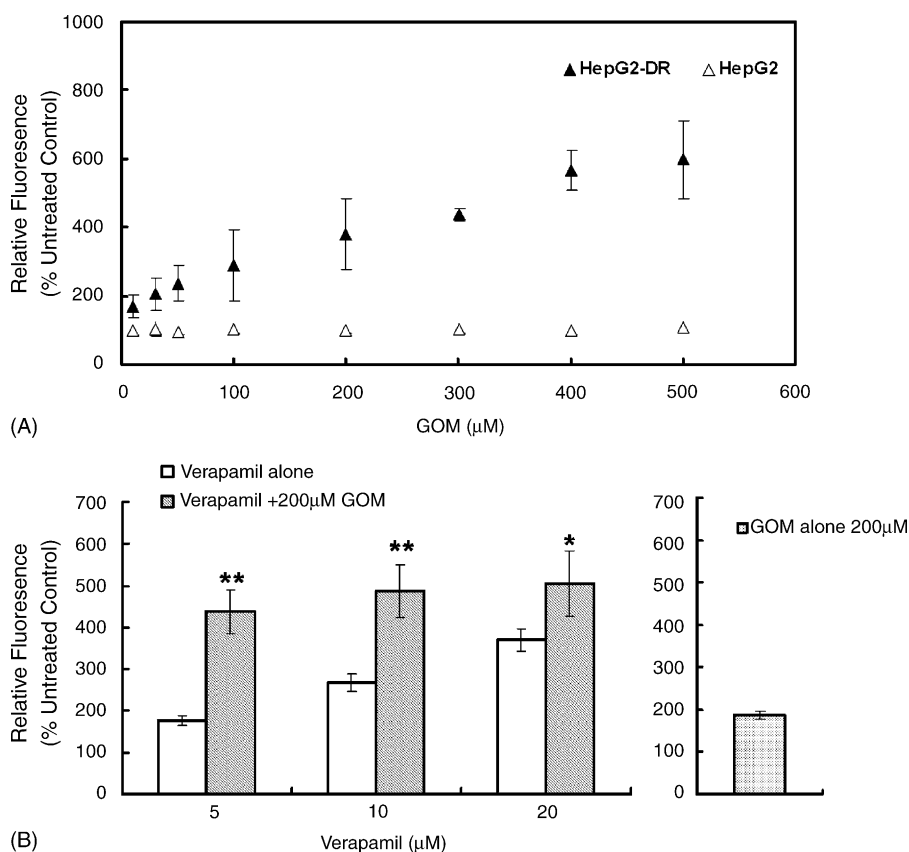 1000
800
600
400
200
0
Relative Fluoresence
(% Untreated Control)
HepG2-DR
HepG2
0 100 200 300 400 500 600
GOM (μM)
(A)
Verapamil alone
Verapamil +200μM GOM
700
600
500
400
300
200
100
0
Relative Fluorescence
(% Untreated Control)
** ** *
5 10 20
Verapamil (μM)
(B)
700
600
500
400
300
200
100
0
GOM alone 200μM